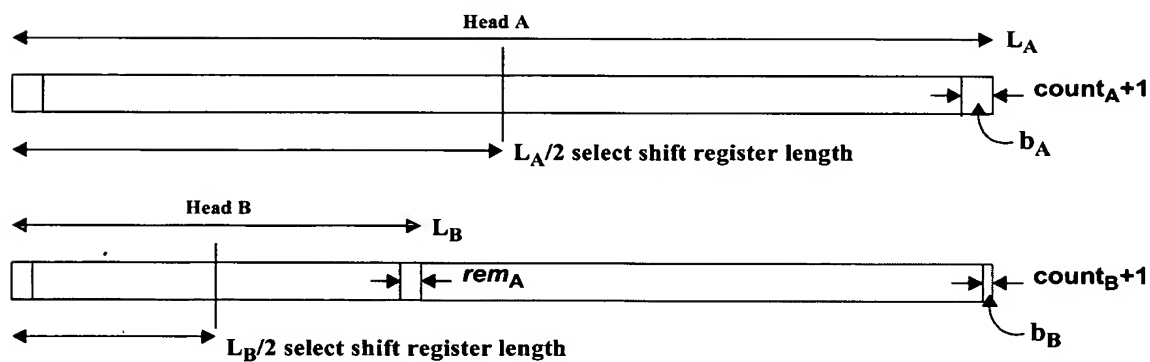 Head A
L_A
count_A+1
b_A
L_A/2 select shift register length
Head B
L_B
rem_A
count_B+1
b_B
L_B/2 select shift register length